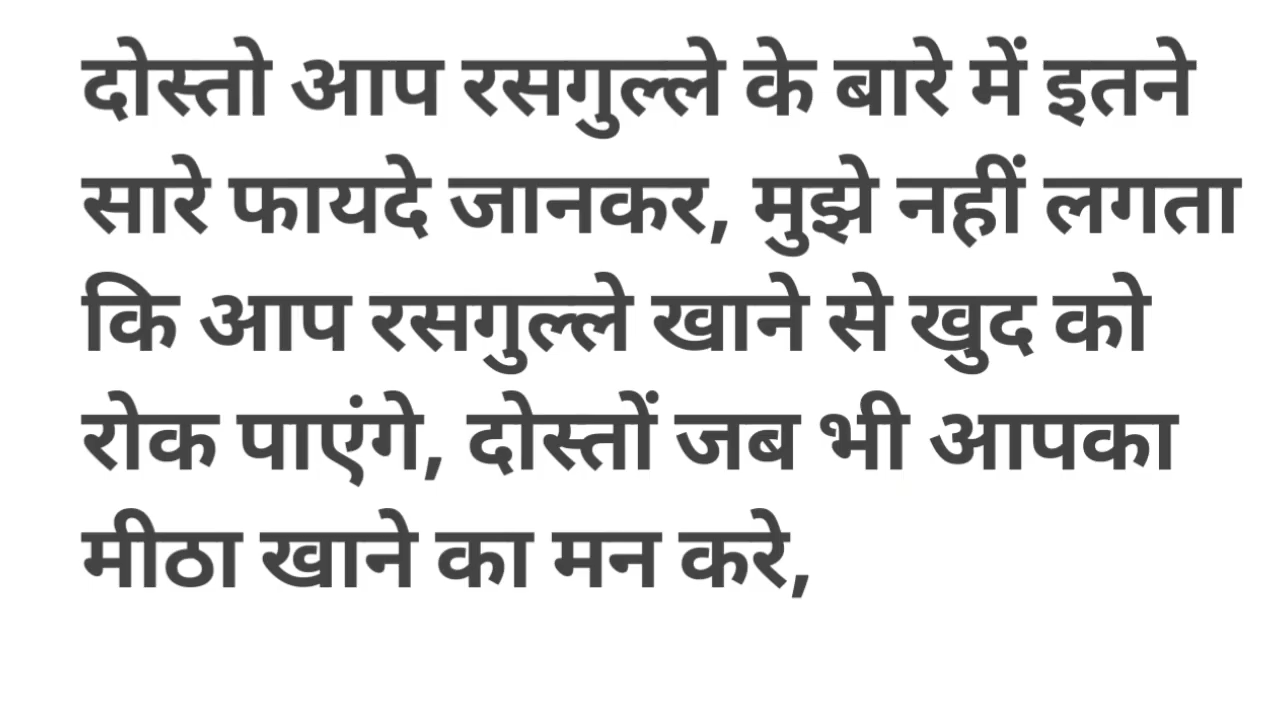 दोस्तो आप रसगुल्ले के बारे में इतने
सारे फायदे जानकर, मुझे नहीं लगता
कि आप रसगुल्ले खाने से खुद को
रोक पाएंगे, दोस्तों जब भी आपका
मीठा खाने का मन करे,